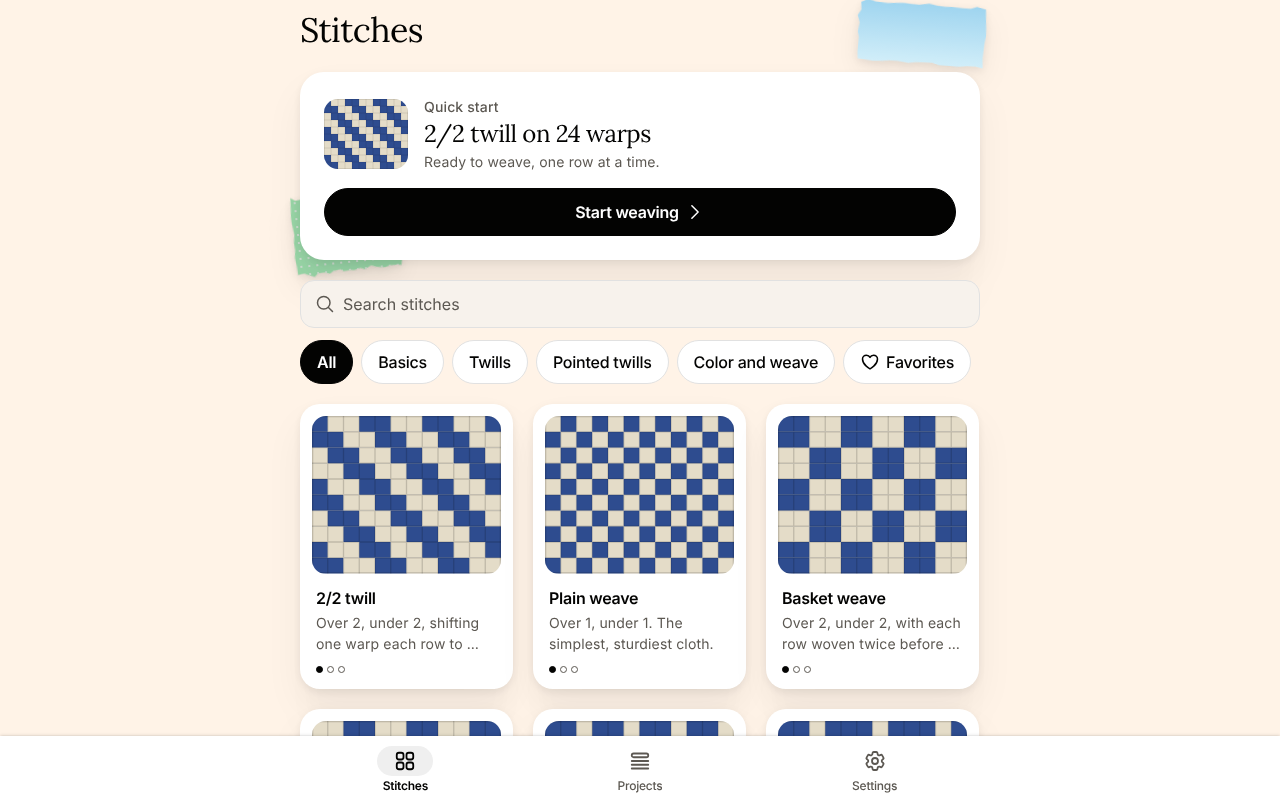 Stitches
Quick start
2/2 twill on 24 warps
Ready to weave, one row at a time.
Start weaving
Search stitches
All
Basics
Twills
Pointed twills
Color and weave
Favorites
2/2 twill
Over 2, under 2, shifting
one warp each row to ...
Plain weave
Over 1, under 1. The
simplest, sturdiest cloth.
Basket weave
Over 2, under 2, with each
row woven twice before ...
Stitches
Projects
Settings